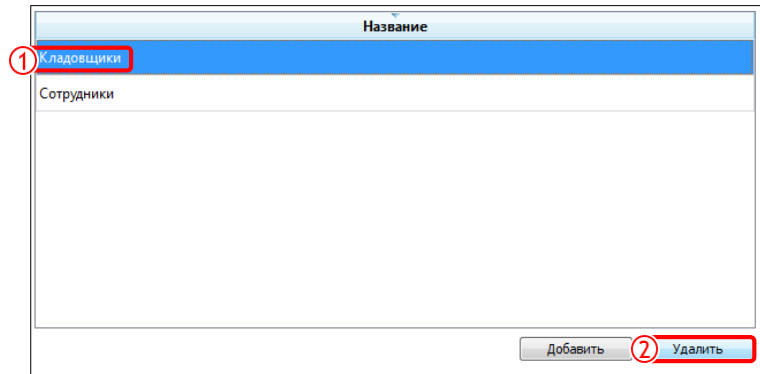 Название
1 Кладовщики
Сотрудники
Добавить 2 Удалить